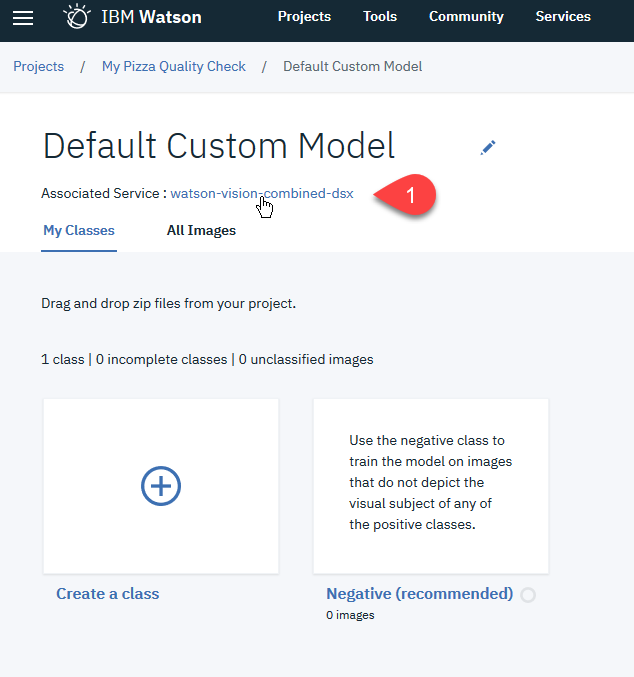 IBM Watson Projects Tools Community Services
Projects / My Pizza Quality Check / Default Custom Model
Default Custom Model
Associated Service : watson-vision-combined-dsx
1
My Classes All Images
Drag and drop zip files from your project.
1 class | 0 incomplete classes | 0 unclassified images
Use the negative class to
train the model on images
that do not depict the
visual subject of any of
the positive classes.
Create a class
Negative (recommended)
0 images